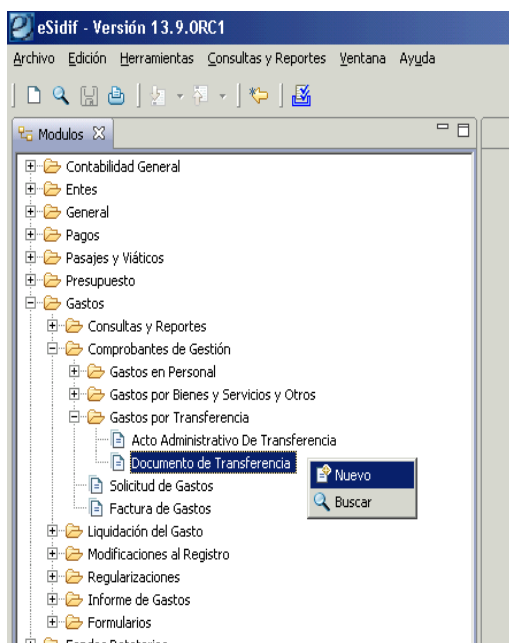 eSidif - Versión 13.9.0RC1
Archivo Edición Herramientas Consultas y Reportes Ventana Ayuda
Modulos
Contabilidad General
Entes
General
Pagos
Pasajes y Viáticos
Presupuesto
Gastos
Consultas y Reportes
Comprobantes de Gestión
Gastos en Personal
Gastos por Bienes y Servicios y Otros
Gastos por Transferencia
Acto Administrativo De Transferencia
Documento de Transferencia
Nuevo
Solicitud de Gastos
Buscar
Factura de Gastos
Liquidación del Gasto
Modificaciones al Registro
Regularizaciones
Informe de Gastos
Formularios